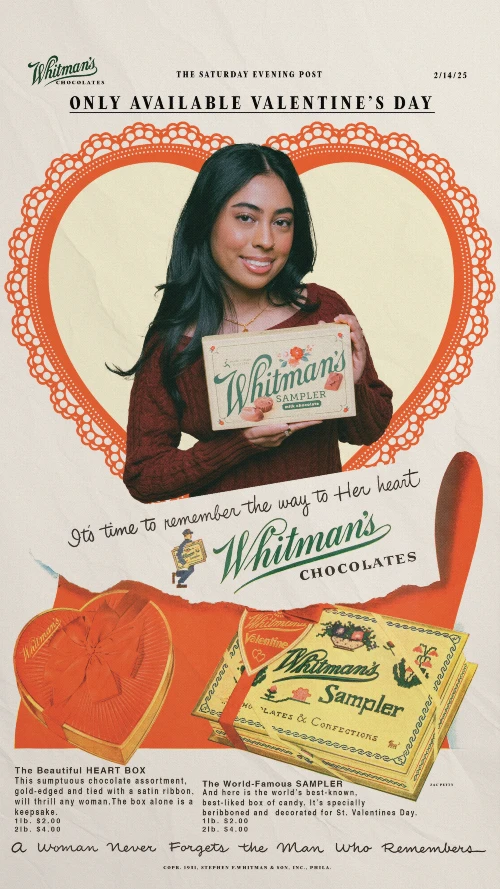 Whitman's
CHOCOLATES
THE SATURDAY EVENING POST
2/14/25
ONLY AVAILABLE VALENTINE'S DAY
Whitman's
SAMPLER
milk chocolate
It's time to remember the way to Her heart
Whitman's
CHOCOLATES
Whitman's
Whitman's
Valentine
Whitman's
Sampler
CHOCOLATES & CONFECTIONS
The Beautiful HEART BOX
This sumptuous chocolate assortment,
gold-edged and tied with a satin ribbon.
will thrill any woman.The box alone is a
keepsake.
1lb. $2.00
2lb. $4.00
The World-Famous SAMPLER
And here is the world's best-known,
best-liked box of candy. It's specially
beribboned and decorated for St. Valentines Day.
1lb. $2.00
2lb. $4.00
A Woman Never Forgets the Man Who Remembers
COPR. 1951, STEPHEN F.WHITMAN & SON, INC., PHILA.